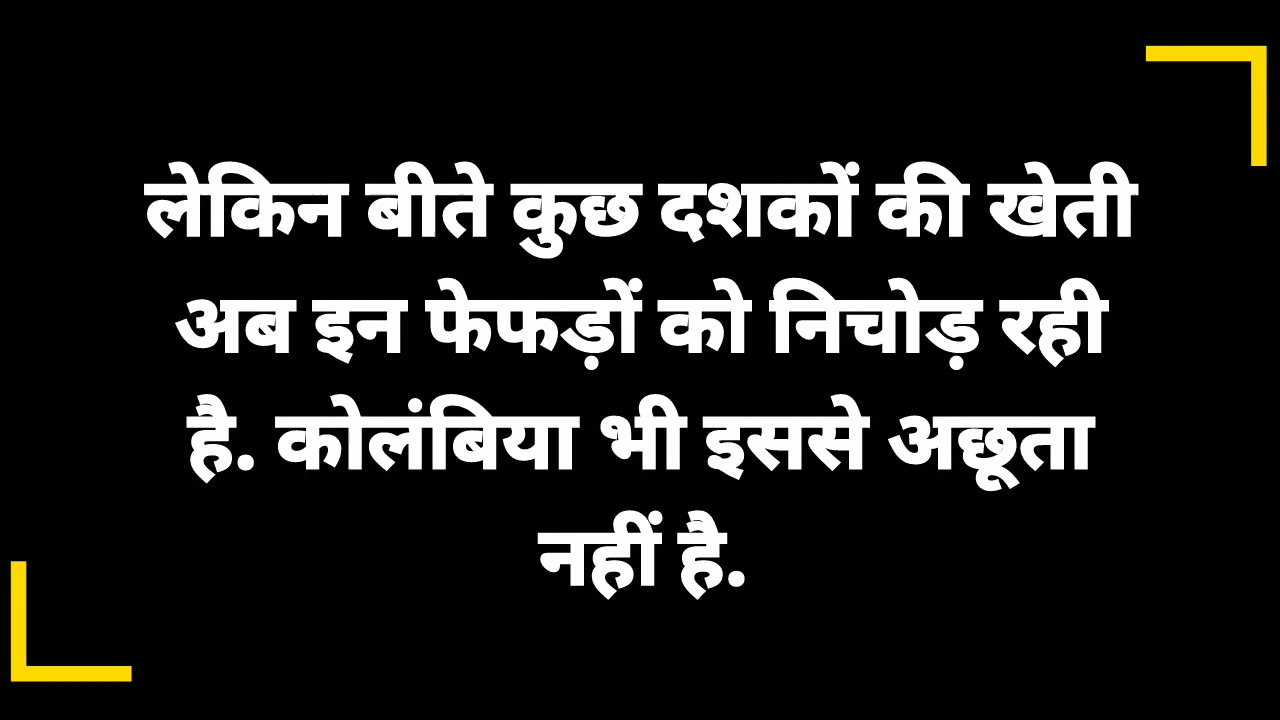 लेकिन बीते कुछ दशकों की खेती
अब इन फेफड़ों को निचोड़ रही
है. कोलंबिया भी इससे अछूता
नहीं है.